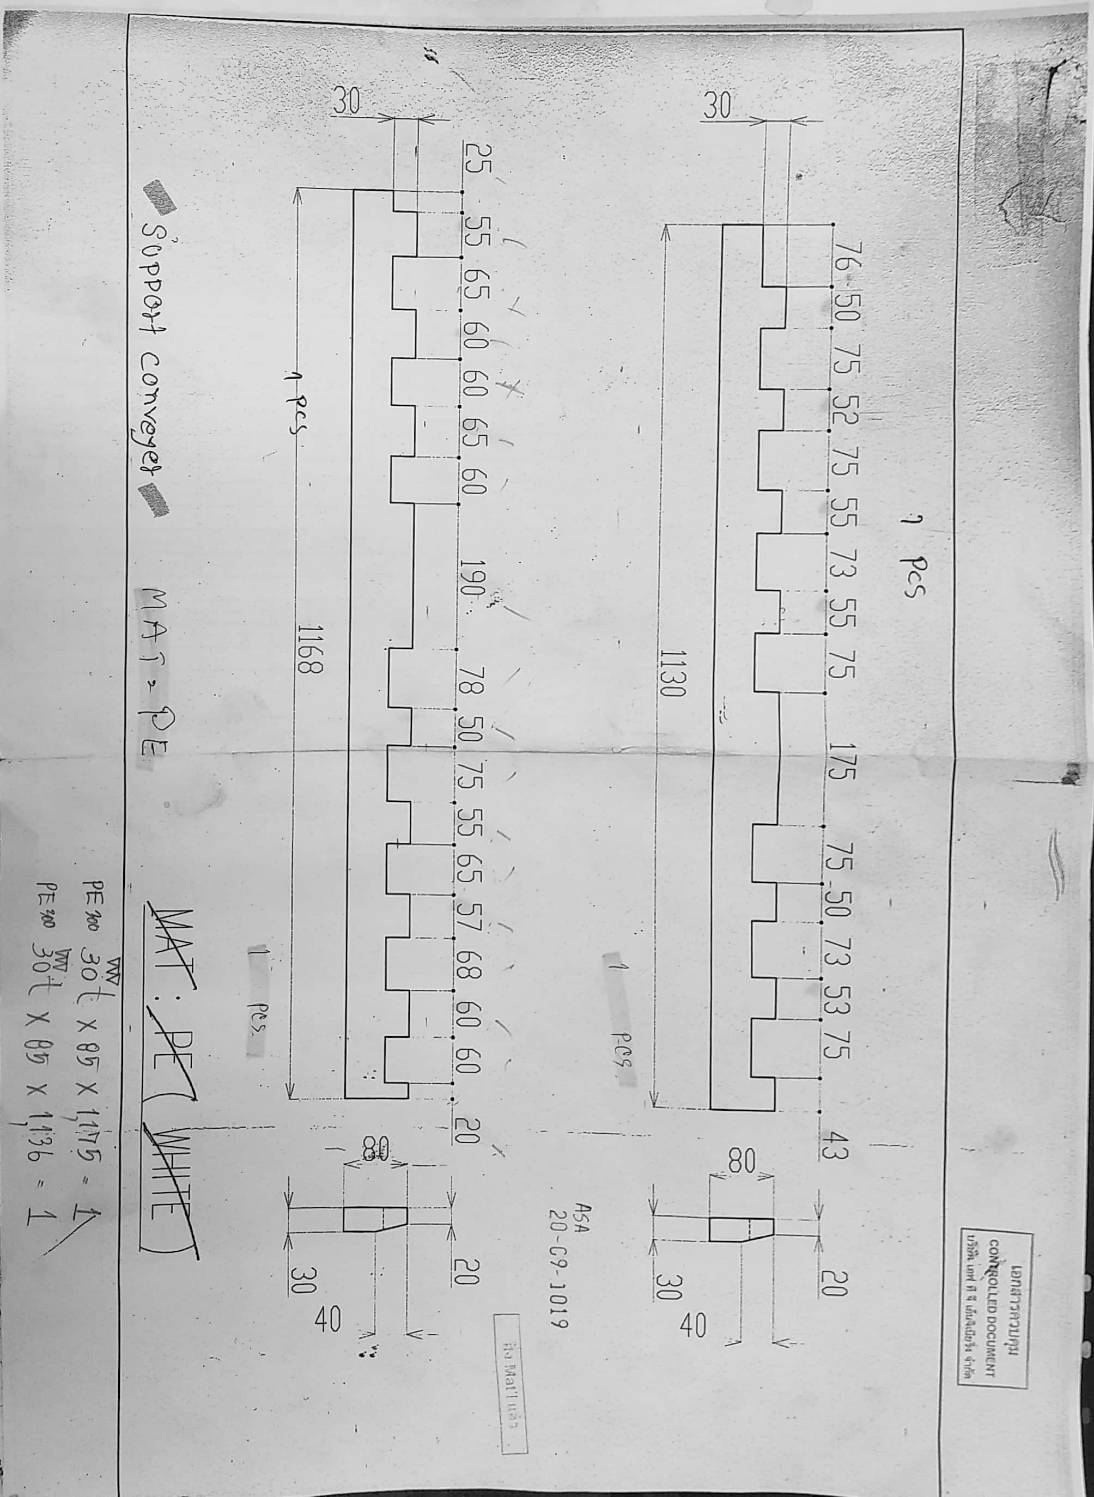 เอกสารควบคุม
CONTROLLED DOCUMENT
บริษัท เอฟ ที จี เอ็นจิเนียริ่ง จำกัด
1 PCS
76 50 75 52 75 55 73 55 75 175 75 50 73 53 75 43
20
30
80
40
30
1130
1 PCS.
ASA
20-09-1019
Mat'l แล้ว
25 55 65 60 60 65 60 190 78 50 75 55 65 57 68 60 60 20
20
30
80
40
30
1168
1 PCS.
1 PCS.
Support conveyer
MAT = PE
MAT : PE ( WHITE )
PE300 30t x 85 x 1,175 = 1
PE300 30t x 85 x 1,136 = 1